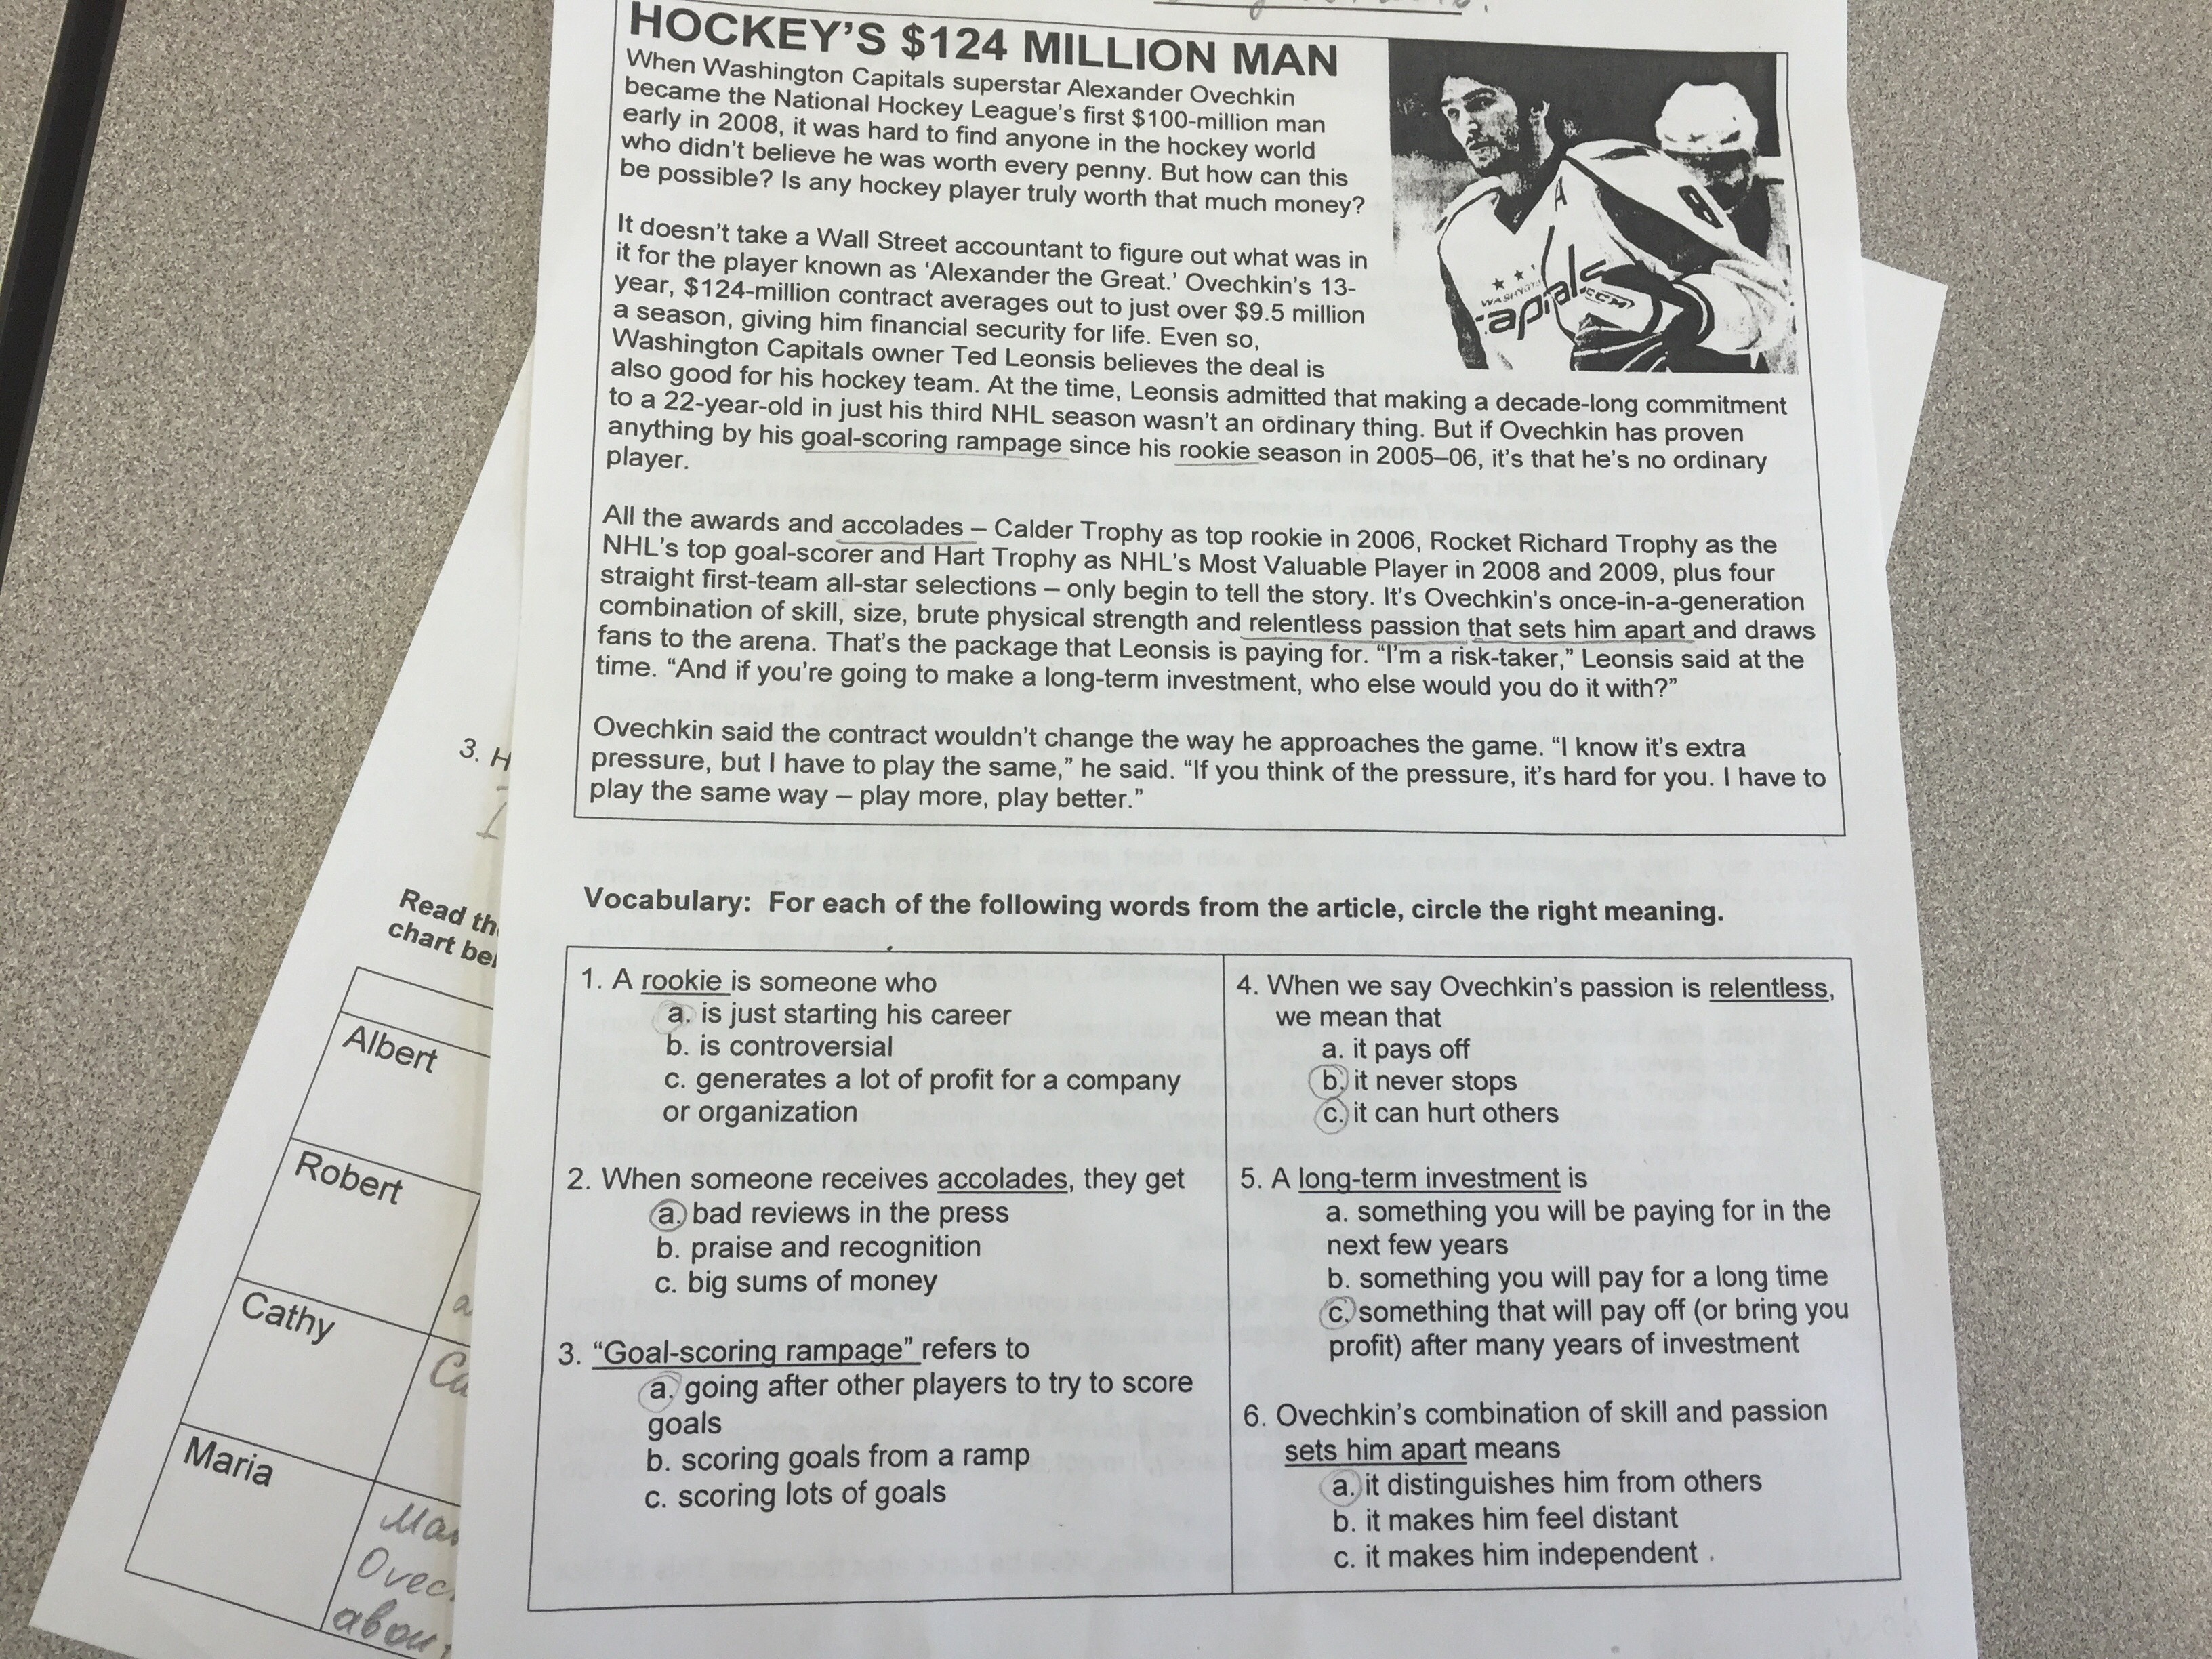 HOCKEY'S $124 MILLION MAN
When Washington Capitals superstar Alexander Ovechkin
became the National Hockey League's first $100-million man
early in 2008, it was hard to find anyone in the hockey world
who didn't believe he was worth every penny. But how can this
be possible? Is any hockey player truly worth that much money?
It doesn't take a Wall Street accountant to figure out what was in
it for the player known as 'Alexander the Great.' Ovechkin's 13-
year, $124-million contract averages out to just over $9.5 million
a season, giving him financial security for life. Even so,
Washington Capitals owner Ted Leonsis believes the deal is
also good for his hockey team. At the time, Leonsis admitted that making a decade-long commitment
to a 22-year-old in just his third NHL season wasn't an ordinary thing. But if Ovechkin has proven
anything by his goal-scoring rampage since his rookie season in 2005–06, it's that he's no ordinary
player.
All the awards and accolades – Calder Trophy as top rookie in 2006, Rocket Richard Trophy as the
NHL's top goal-scorer and Hart Trophy as NHL's Most Valuable Player in 2008 and 2009, plus four
straight first-team all-star selections – only begin to tell the story. It's Ovechkin's once-in-a-generation
combination of skill, size, brute physical strength and relentless passion that sets him apart and draws
fans to the arena. That's the package that Leonsis is paying for. "I'm a risk-taker," Leonsis said at the
time. "And if you're going to make a long-term investment, who else would you do it with?"
Ovechkin said the contract wouldn't change the way he approaches the game. "I know it's extra
pressure, but I have to play the same," he said. "If you think of the pressure, it's hard for you. I have to
play the same way – play more, play better."
Vocabulary: For each of the following words from the article, circle the right meaning.
1. A rookie is someone who
a. is just starting his career
b. is controversial
c. generates a lot of profit for a company
or organization
2. When someone receives accolades, they get
a. bad reviews in the press
b. praise and recognition
c. big sums of money
3. "Goal-scoring rampage" refers to
a. going after other players to try to score
goals
b. scoring goals from a ramp
c. scoring lots of goals
4. When we say Ovechkin's passion is relentless,
we mean that
a. it pays off
b. it never stops
c. it can hurt others
5. A long-term investment is
a. something you will be paying for in the
next few years
b. something you will pay for a long time
c. something that will pay off (or bring you
profit) after many years of investment
6. Ovechkin's combination of skill and passion
sets him apart means
a. it distinguishes him from others
b. it makes him feel distant
c. it makes him independent
3. H
Read th
chart be
Albert
Robert
Cathy
a
Ca
Maria
Mar
Ovec
abou